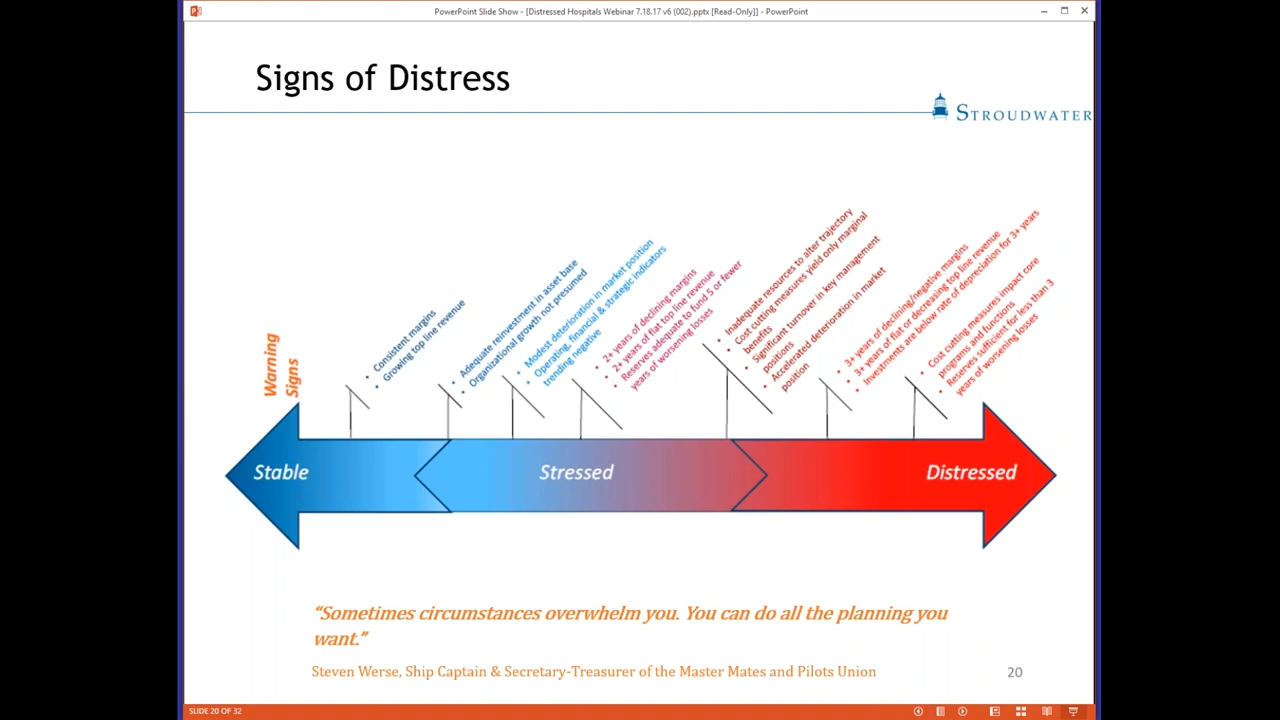 PowerPoint Slide Show - [Distressed Hospitals Webinar 7.18.17 v6 (002).pptx [Read-Only]] - PowerPoint
Signs of Distress
STROUDWATER
Warning
Signs
• Consistent margins
• Growing top line revenue
• Adequate reinvestment in asset base
• Organizational growth not presumed
• Modest deterioration in market position
• Operating, financial & strategic indicators
trending negative
• 2+ years of declining margins
• 2+ years of flat top line revenue
• Reserves adequate to fund 5 or fewer
years of worsening losses
• Inadequate resources to alter trajectory
• Cost cutting measures yield only marginal
benefits
• Significant turnover in key management
positions
• Accelerated deterioration in market
position
• 3+ years of declining/negative margins
• 3+ years of flat or decreasing top line revenue
• Investments are below rate of depreciation for 3+ years
• Cost cutting measures impact core
programs and functions
• Reserves sufficient for less than 3
years of worsening losses
Stable
Stressed
Distressed
“Sometimes circumstances overwhelm you. You can do all the planning you
want.”
Steven Werse, Ship Captain & Secretary-Treasurer of the Master Mates and Pilots Union
20
SLIDE 20 OF 32